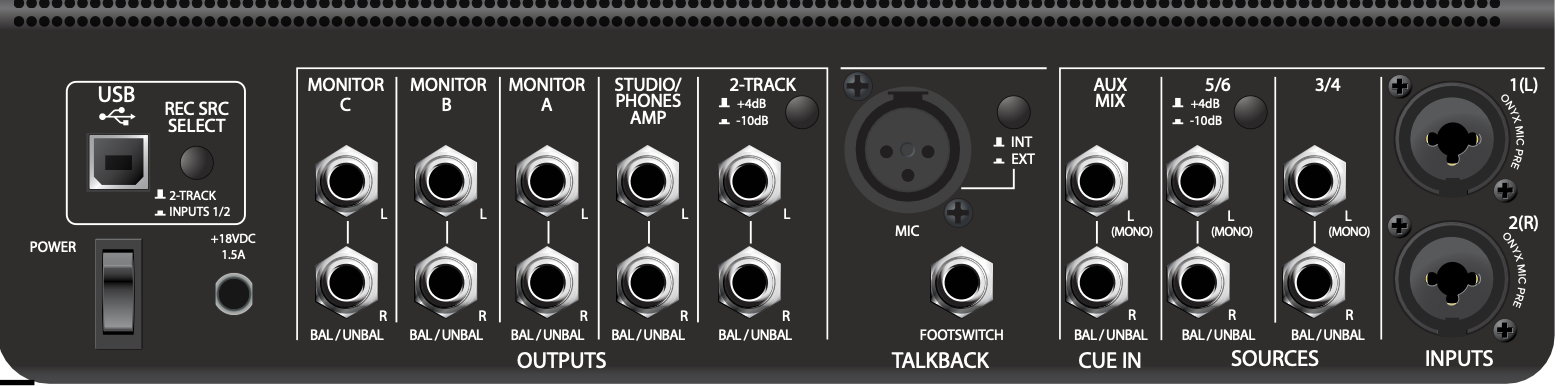 USB
REC SRC
SELECT
2-TRACK
INPUTS 1/2
POWER
+18VDC
1.5A
MONITOR
C
L
R
BAL / UNBAL
MONITOR
B
L
R
BAL / UNBAL
MONITOR
A
L
R
BAL / UNBAL
STUDIO/
PHONES
AMP
L
R
BAL / UNBAL
2-TRACK
+4dB
-10dB
L
R
BAL / UNBAL
OUTPUTS
INT
EXT
MIC
FOOTSWITCH
TALKBACK
AUX
MIX
L
(MONO)
R
BAL / UNBAL
CUE IN
5/6
+4dB
-10dB
L
(MONO)
R
BAL / UNBAL
3/4
L
(MONO)
R
BAL / UNBAL
SOURCES
1(L)
ONYX MIC PRE
2(R)
ONYX MIC PRE
INPUTS